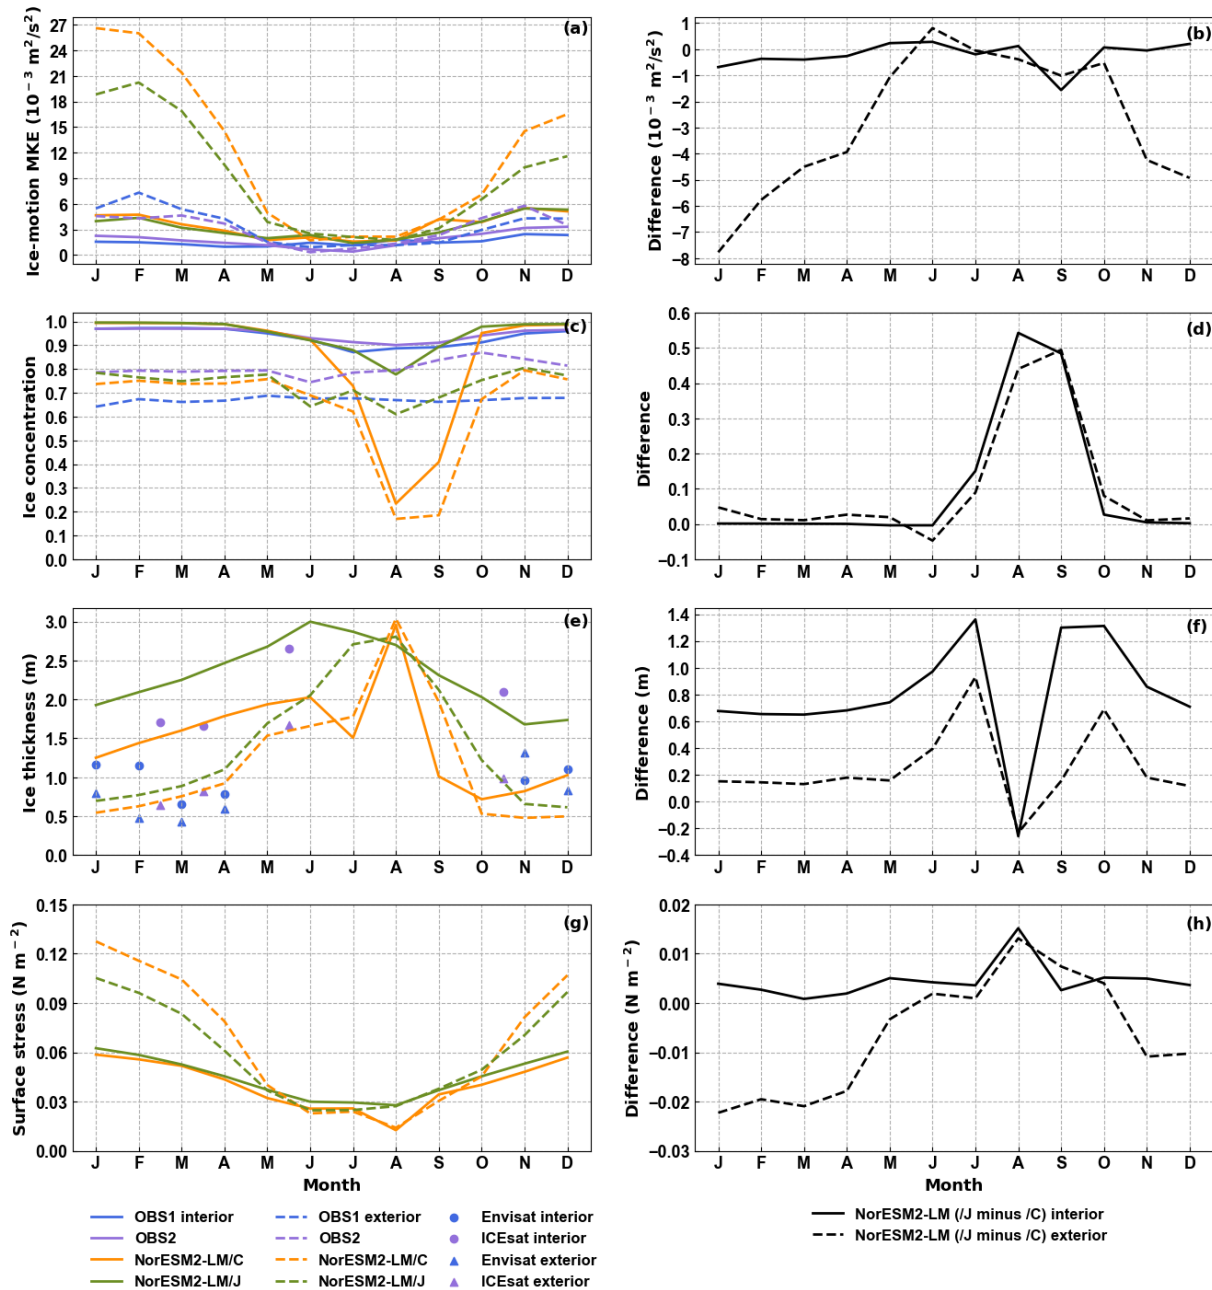 Ice-motion MKE (10⁻³ m²/s²)
27
24
21
18
15
12
9
6
3
0
(a)
J F M A M J J A S O N D
Difference (10⁻³ m²/s²)
1
0
−1
−2
−3
−4
−5
−6
−7
−8
(b)
J F M A M J J A S O N D
Ice concentration
1.0
0.9
0.8
0.7
0.6
0.5
0.4
0.3
0.2
0.1
0.0
(c)
J F M A M J J A S O N D
Difference
0.6
0.5
0.4
0.3
0.2
0.1
0.0
−0.1
(d)
J F M A M J J A S O N D
Ice thickness (m)
3.0
2.5
2.0
1.5
1.0
0.5
0.0
(e)
J F M A M J J A S O N D
Difference (m)
1.4
1.2
1.0
0.8
0.6
0.4
0.2
0.0
−0.2
−0.4
(f)
J F M A M J J A S O N D
Surface stress (N m⁻²)
0.15
0.12
0.09
0.06
0.03
0.00
(g)
J F M A M J J A S O N D
Month
Difference (N m⁻²)
0.02
0.01
0.00
−0.01
−0.02
−0.03
(h)
J F M A M J J A S O N D
Month
OBS1 interior
OBS2
NorESM2-LM/C
NorESM2-LM/J
OBS1 exterior
OBS2
NorESM2-LM/C
NorESM2-LM/J
Envisat interior
ICEsat interior
Envisat exterior
ICEsat exterior
NorESM2-LM (/J minus /C) interior
NorESM2-LM (/J minus /C) exterior